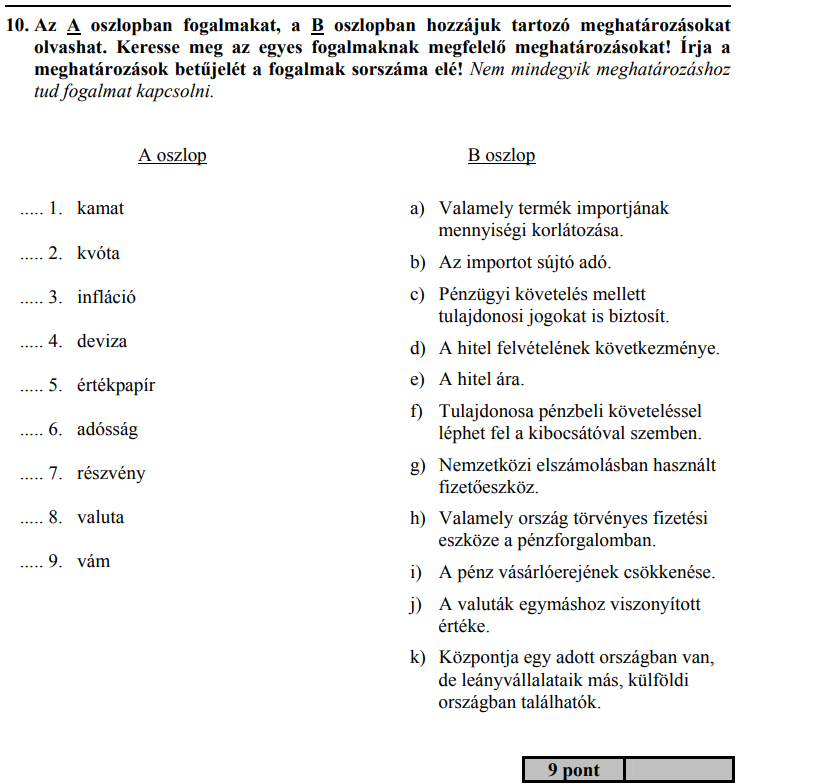 10. Az A oszlopban fogalmakat, a B oszlopban hozzájuk tartozó meghatározásokat
olvashat. Keresse meg az egyes fogalmaknak megfelelő meghatározásokat! Írja a
meghatározások betűjelét a fogalmak sorszáma elé! Nem mindegyik meghatározáshoz
tud fogalmat kapcsolni.
A oszlop
..... 1. kamat
..... 2. kvóta
..... 3. infláció
..... 4. deviza
..... 5. értékpapír
..... 6. adósság
..... 7. részvény
..... 8. valuta
..... 9. vám
B oszlop
a) Valamely termék importjának
mennyiségi korlátozása.
b) Az importot sújtó adó.
c) Pénzügyi követelés mellett
tulajdonosi jogokat is biztosít.
d) A hitel felvételének következménye.
e) A hitel ára.
f) Tulajdonosa pénzbeli követeléssel
léphet fel a kibocsátóval szemben.
g) Nemzetközi elszámolásban használt
fizetőeszköz.
h) Valamely ország törvényes fizetési
eszköze a pénzforgalomban.
i) A pénz vásárlóerejének csökkenése.
j) A valuták egymáshoz viszonyított
értéke.
k) Központja egy adott országban van,
de leányvállalataik más, külföldi
országban találhatók.
9 pont